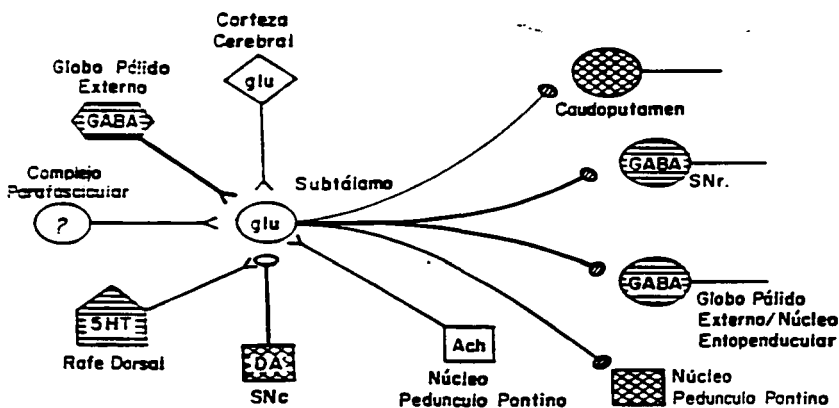 Corteza
Cerebral
glu
Globo Pálido
Externo
GABA
Complejo
Parafascicular
?
Subtálamo
glu
5HT
Rafe Dorsal
DA
SNc
Ach
Núcleo
Pedunculo Pontino
Caudoputamen
GABA
SNr.
GABA
Globo Pálido
Externo/Núcleo
Entopenducular
Núcleo
Pedunculo Pontino